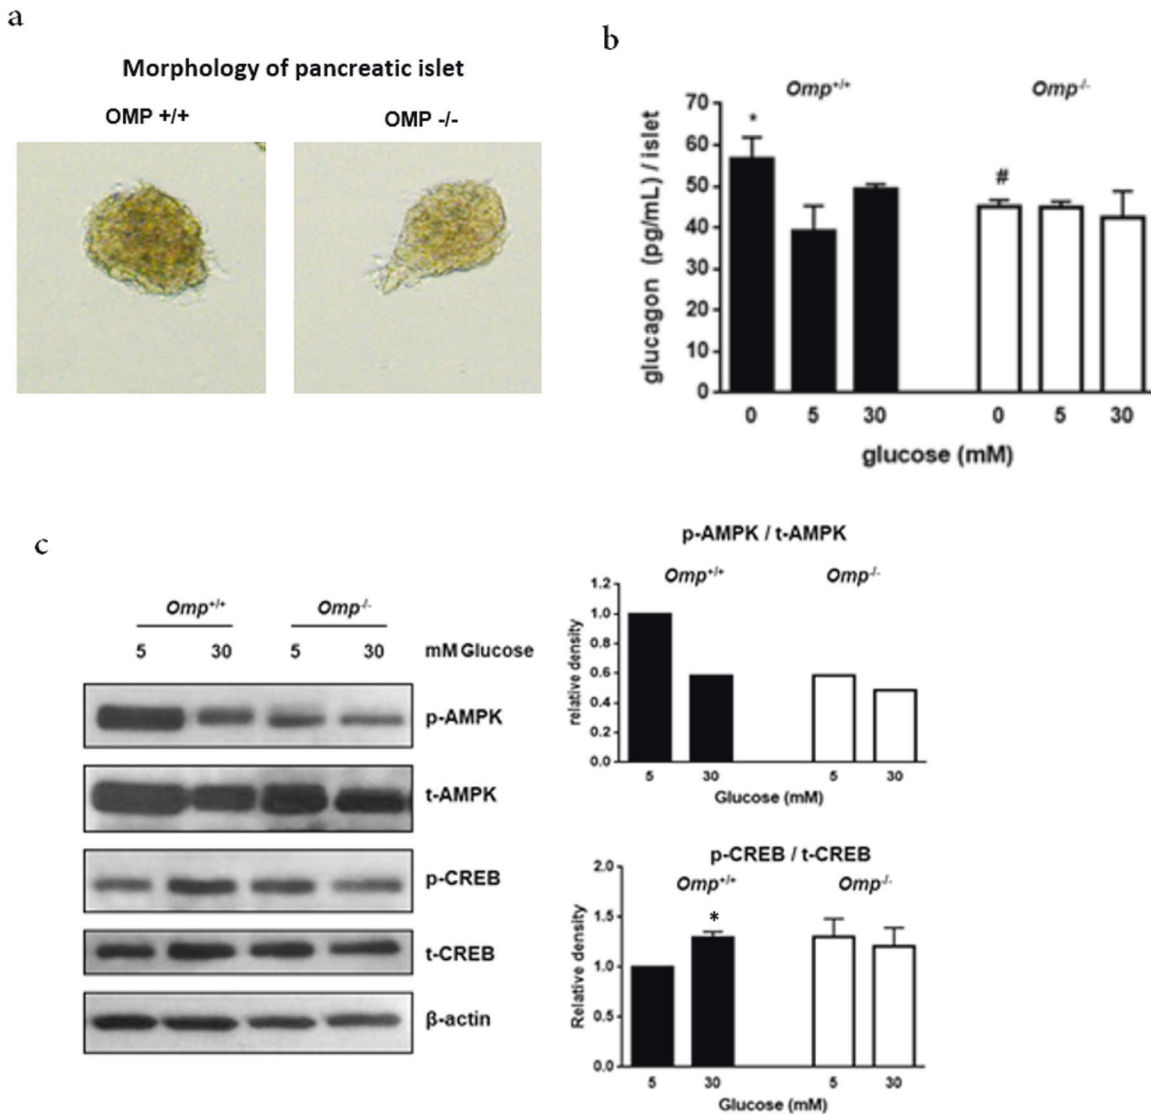 a
Morphology of pancreatic islet
OMP +/+ OMP -/-
b
Omp+/+ Omp-/-
glucagon (pg/mL) / islet
70
60
50
40
30
20
10
0
*
#
0 5 30 0 5 30
glucose (mM)
c
Omp+/+ Omp-/-
5 30 5 30 mM Glucose
p-AMPK
t-AMPK
p-CREB
t-CREB
β-actin
p-AMPK / t-AMPK
Omp+/+ Omp-/-
relative density
1.2
1.0
0.8
0.6
0.4
0.2
0.0
5 30 5 30
Glucose (mM)
p-CREB / t-CREB
Omp+/+ Omp-/-
Relative density
2.0
1.5
1.0
0.5
0.0
*
5 30 5 30
Glucose (mM)